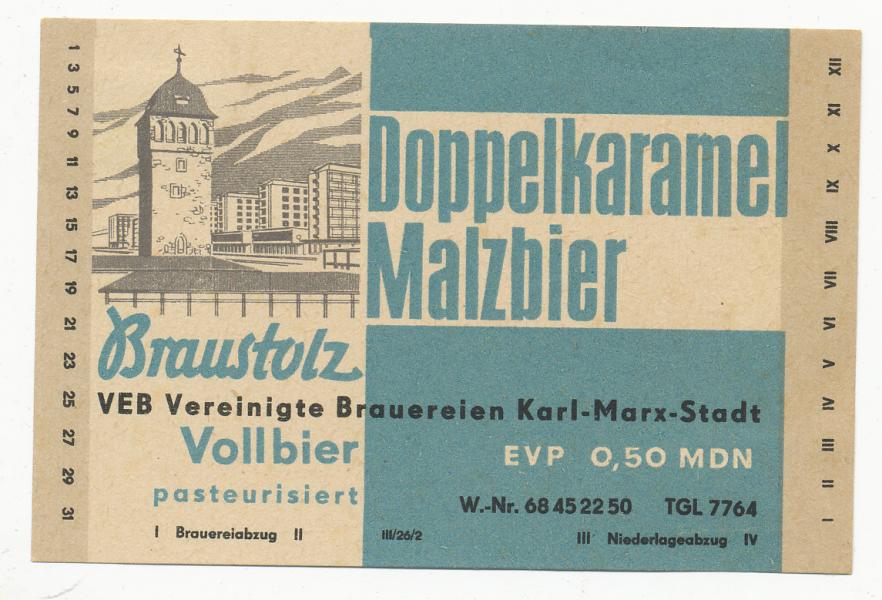 1 3 5 7 9 11 13 15 17 19 21 23 25 27 29 31
Doppelkaramel
Malzbier
Braustolz
VEB Vereinigte Brauereien Karl-Marx-Stadt
Vollbier
EVP 0,50 MDN
pasteurisiert
W.-Nr. 68 45 22 50 TGL 7764
I Brauereiabzug II
III/26/2
III Niederlageabzug IV
I II III IV V VI VII VIII IX X XI XII